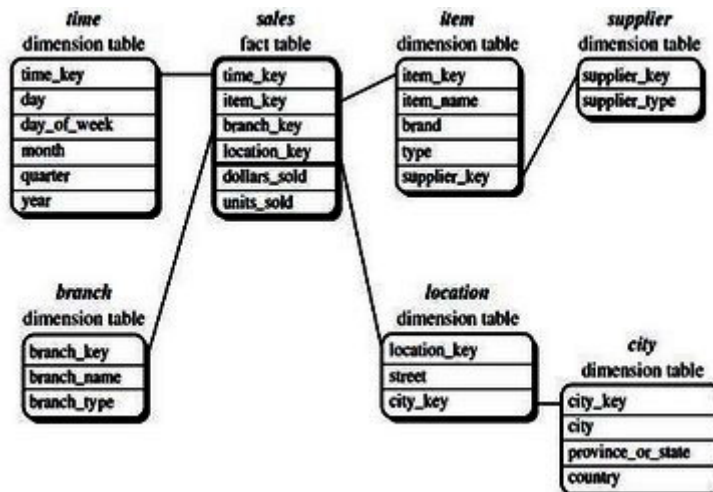 time
dimension table
time_key
day
day_of_week
month
quarter
year
sales
fact table
time_key
item_key
branch_key
location_key
dollars_sold
units_sold
item
dimension table
item_key
item_name
brand
type
supplier_key
supplier
dimension table
supplier_key
supplier_type
branch
dimension table
branch_key
branch_name
branch_type
location
dimension table
location_key
street
city_key
city
dimension table
city_key
city
province_or_state
country